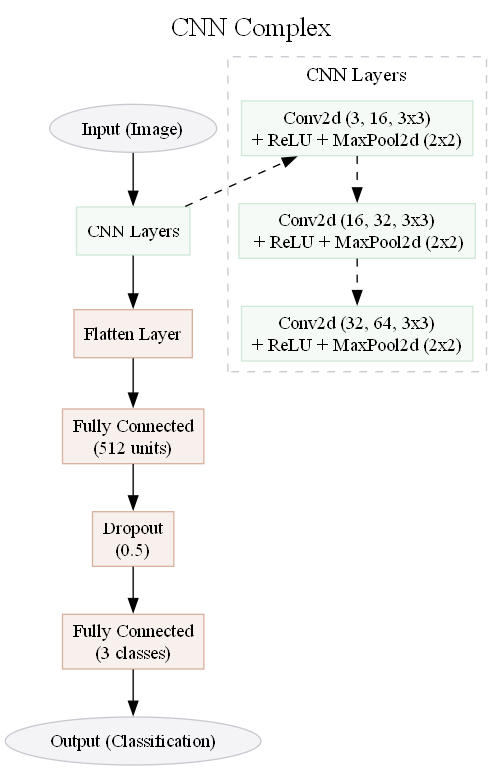 CNN Complex
CNN Layers
Conv2d (3, 16, 3x3)
+ ReLU + MaxPool2d (2x2)
Conv2d (16, 32, 3x3)
+ ReLU + MaxPool2d (2x2)
Conv2d (32, 64, 3x3)
+ ReLU + MaxPool2d (2x2)
Input (Image)
CNN Layers
Flatten Layer
Fully Connected
(512 units)
Dropout
(0.5)
Fully Connected
(3 classes)
Output (Classification)